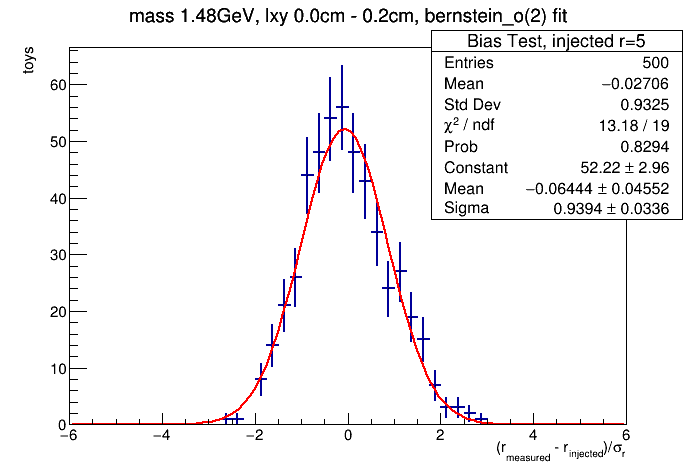 mass 1.48GeV, lxy 0.0cm - 0.2cm, bernstein_o(2) fit
Bias Test, injected r=5
Entries 500
Mean −0.02706
Std Dev 0.9325
χ² / ndf 13.18 / 19
Prob 0.8294
Constant 52.22 ± 2.96
Mean −0.06444 ± 0.04552
Sigma 0.9394 ± 0.0336
toys
60
50
40
30
20
10
0
−6 −4 −2 0 2 4 6
(r_measured - r_injected)/σ_r